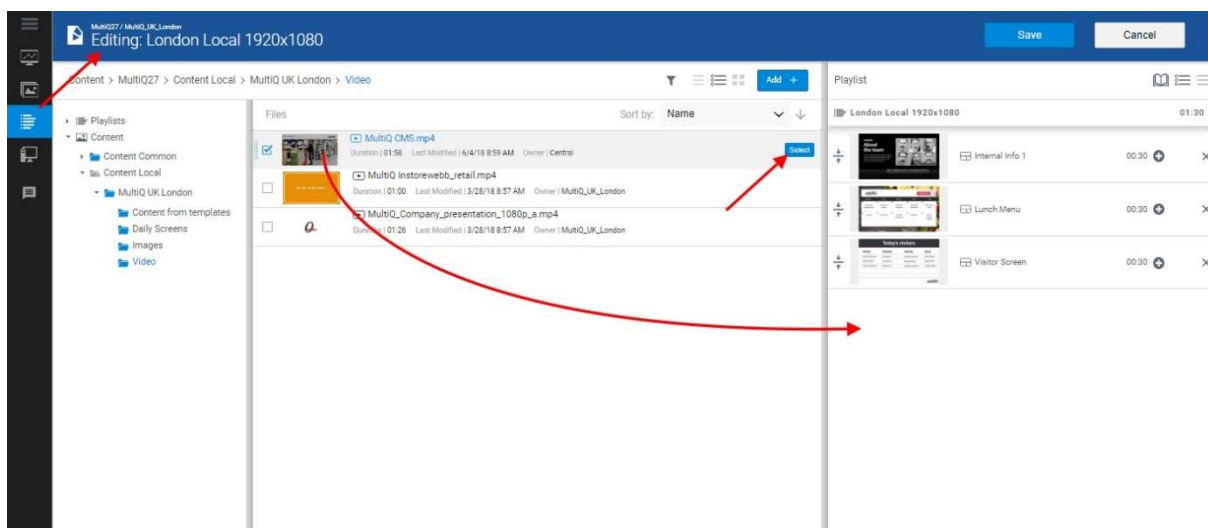 MultiQ27 / MultiQ_UK_London
Editing: London Local 1920x1080
Save
Cancel
Content > MultiQ27 > Content Local > MultiQ UK London > Video
Add +
Playlists
Content
Content Common
Content Local
MultiQ UK London
Content from templates
Daily Screens
Images
Video
Files
Sort by: Name
MultiQ CMS.mp4
Duration | 01:58 Last Modified | 6/4/18 8:59 AM Owner | Central
Select
MultiQ Instorewebb_retail.mp4
Duration | 01:00 Last Modified | 3/28/18 8:57 AM Owner | MultiQ_UK_London
MultiQ_Company_presentation_1080p_a.mp4
Duration | 01:26 Last Modified | 3/28/18 8:57 AM Owner | MultiQ_UK_London
Playlist
London Local 1920x1080 01:30
About
the team
Internal Info 1 00:30
Lunch Menu 00:30
Today's visitors
Visitor Screen 00:30